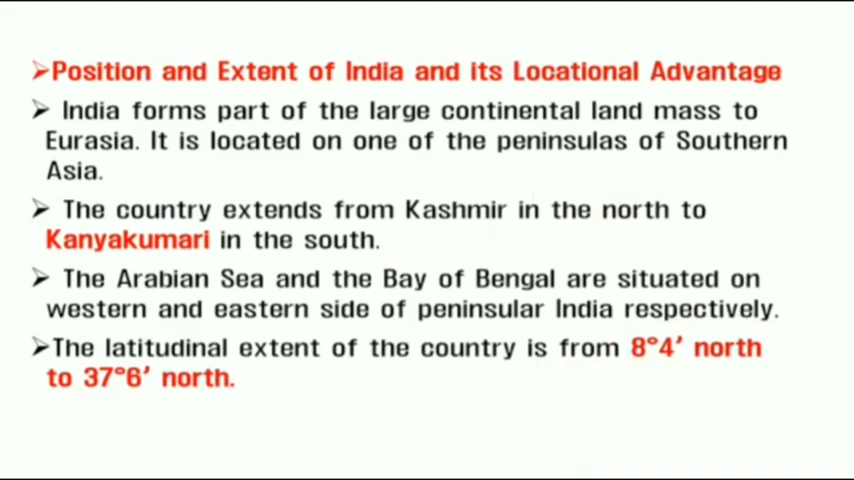 ➢Position and Extent of India and its Locational Advantage
➢ India forms part of the large continental land mass to
Eurasia. It is located on one of the peninsulas of Southern
Asia.
➢ The country extends from Kashmir in the north to
Kanyakumari in the south.
➢ The Arabian Sea and the Bay of Bengal are situated on
western and eastern side of peninsular India respectively.
➢The latitudinal extent of the country is from 8°4’ north
to 37°6’ north.